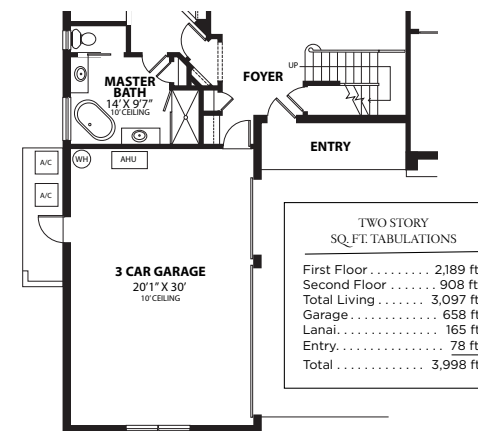 UP
MASTER
BATH
14' X 9'7"
10' CEILING
FOYER
ENTRY
A/C
A/C
WH
AHU
3 CAR GARAGE
20'1" X 30'
10' CEILING
TWO STORY
SQ. FT. TABULATIONS
First Floor . . . . . . . . . 2,189 ft
Second Floor . . . . . . . 908 ft
Total Living . . . . . . . 3,097 ft
Garage . . . . . . . . . . . . 658 ft
Lanai. . . . . . . . . . . . . . 165 ft
Entry. . . . . . . . . . . . . . . 78 ft
Total . . . . . . . . . . . . 3,998 ft